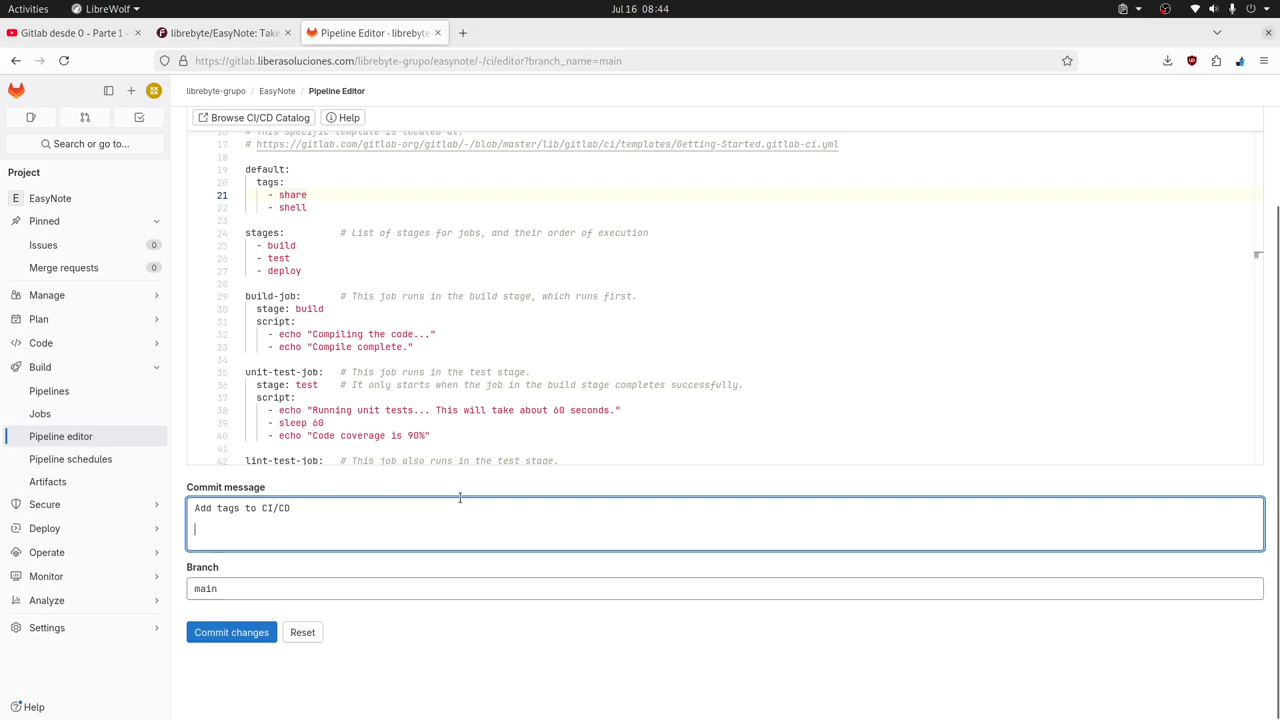 Activities
LibreWolf
Jul 16 08:44
Gitlab desde 0 - Parte 1 -
librebyte/EasyNote: Take
Pipeline Editor · librebyte
https://gitlab.liberasoluciones.com/librebyte-grupo/easynote/-/ci/editor?branch_name=main
librebyte-grupo
EasyNote
Pipeline Editor
Search or go to...
Project
E EasyNote
Pinned
Issues 0
Merge requests 0
Manage
Plan
Code
Build
Pipelines
Jobs
Pipeline editor
Pipeline schedules
Artifacts
Secure
Deploy
Operate
Monitor
Analyze
Settings
Help
Browse CI/CD Catalog
Help
16 # This specific template is located at:
17 # https://gitlab.com/gitlab-org/gitlab/-/blob/master/lib/gitlab/ci/templates/Getting-Started.gitlab-ci.yml
18
19 default:
20 tags:
21 - share
22 - shell
23
24 stages: # List of stages for jobs, and their order of execution
25 - build
26 - test
27 - deploy
28
29 build-job: # This job runs in the build stage, which runs first.
30 stage: build
31 script:
32 - echo "Compiling the code..."
33 - echo "Compile complete."
34
35 unit-test-job: # This job runs in the test stage.
36 stage: test # It only starts when the job in the build stage completes successfully.
37 script:
38 - echo "Running unit tests... This will take about 60 seconds."
39 - sleep 60
40 - echo "Code coverage is 90%"
41
42 lint-test-job: # This job also runs in the test stage.
Commit message
Add tags to CI/CD
Branch
main
Commit changes
Reset